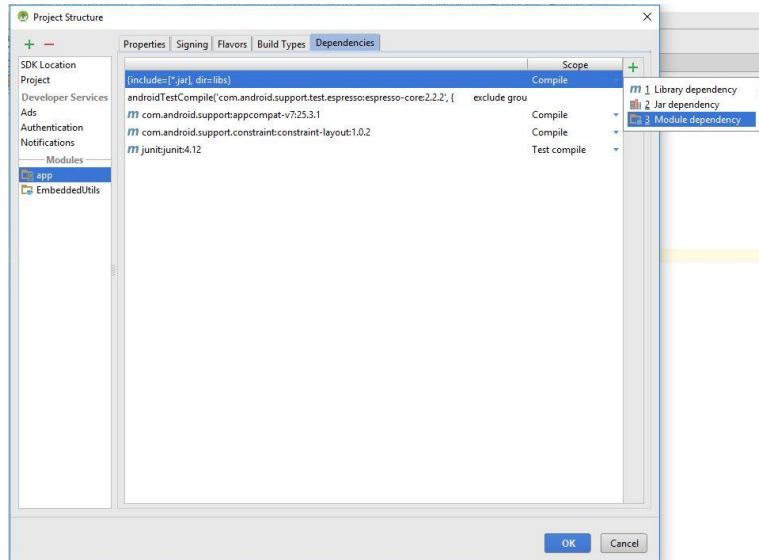 Project Structure
Properties Signing Flavors Build Types Dependencies
SDK Location
Project
Developer Services
Ads
Authentication
Notifications
Modules
app
EmbeddedUtils
Scope
{include=[*.jar], dir=libs} Compile
androidTestCompile('com.android.support.test.espresso:espresso-core:2.2.2', { exclude grou
m com.android.support:appcompat-v7:25.3.1 Compile
m com.android.support.constraint:constraint-layout:1.0.2 Compile
m junit:junit:4.12 Test compile
m 1 Library dependency
2 Jar dependency
3 Module dependency
OK Cancel